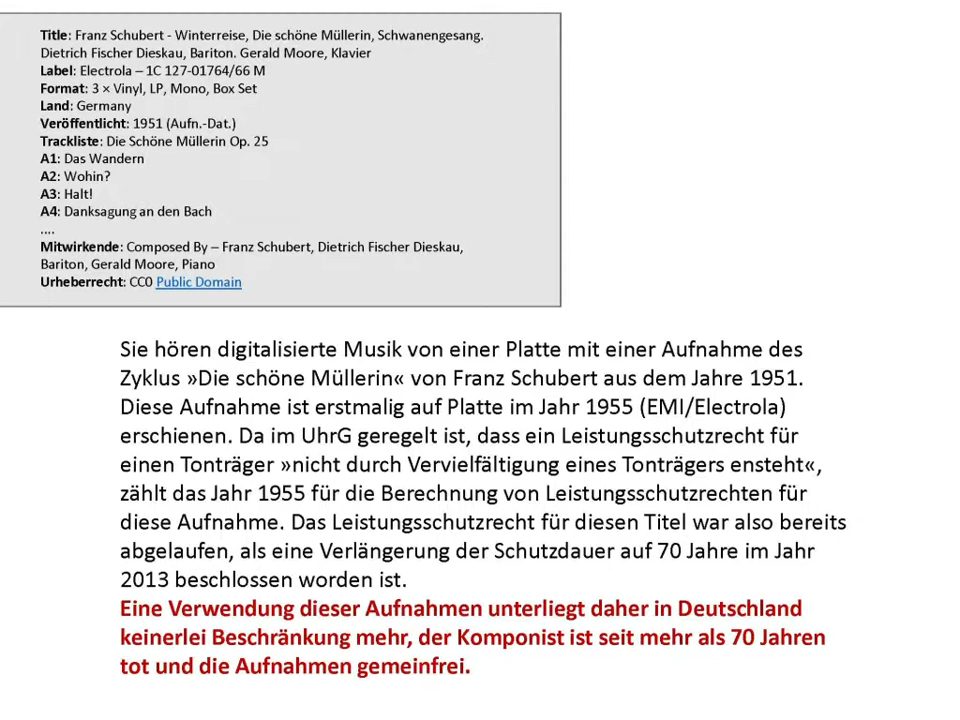 Title: Franz Schubert - Winterreise, Die schöne Müllerin, Schwanengesang.
Dietrich Fischer Dieskau, Bariton. Gerald Moore, Klavier
Label: Electrola – 1C 127-01764/66 M
Format: 3 × Vinyl, LP, Mono, Box Set
Land: Germany
Veröffentlicht: 1951 (Aufn.-Dat.)
Trackliste: Die Schöne Müllerin Op. 25
A1: Das Wandern
A2: Wohin?
A3: Halt!
A4: Danksagung an den Bach
....
Mitwirkende: Composed By – Franz Schubert, Dietrich Fischer Dieskau,
Bariton, Gerald Moore, Piano
Urheberrecht: CC0 Public Domain
Sie hören digitalisierte Musik von einer Platte mit einer Aufnahme des
Zyklus »Die schöne Müllerin« von Franz Schubert aus dem Jahre 1951.
Diese Aufnahme ist erstmalig auf Platte im Jahr 1955 (EMI/Electrola)
erschienen. Da im UhrG geregelt ist, dass ein Leistungsschutzrecht für
einen Tonträger »nicht durch Vervielfältigung eines Tonträgers ensteht«,
zählt das Jahr 1955 für die Berechnung von Leistungsschutzrechten für
diese Aufnahme. Das Leistungsschutzrecht für diesen Titel war also bereits
abgelaufen, als eine Verlängerung der Schutzdauer auf 70 Jahre im Jahr
2013 beschlossen worden ist.
Eine Verwendung dieser Aufnahmen unterliegt daher in Deutschland
keinerlei Beschränkung mehr, der Komponist ist seit mehr als 70 Jahren
tot und die Aufnahmen gemeinfrei.